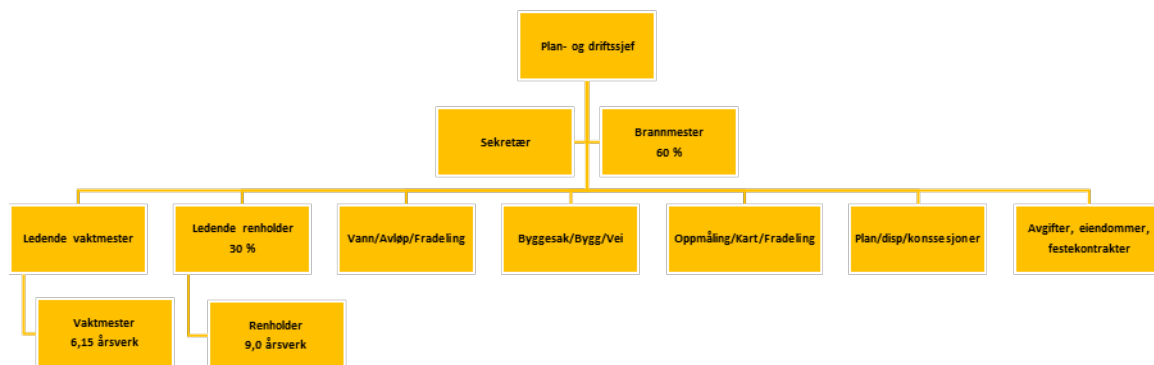 Plan- og driftssjef
Sekretær
Brannmester
60 %
Ledende vaktmester
Ledende renholder
30 %
Vann/Avløp/Fradeling
Byggesak/Bygg/Vei
Oppmåling/Kart/Fradeling
Plan/disp/konssesjoner
Avgifter, eiendommer,
festekontrakter
Vaktmester
6,15 årsverk
Renholder
9,0 årsverk